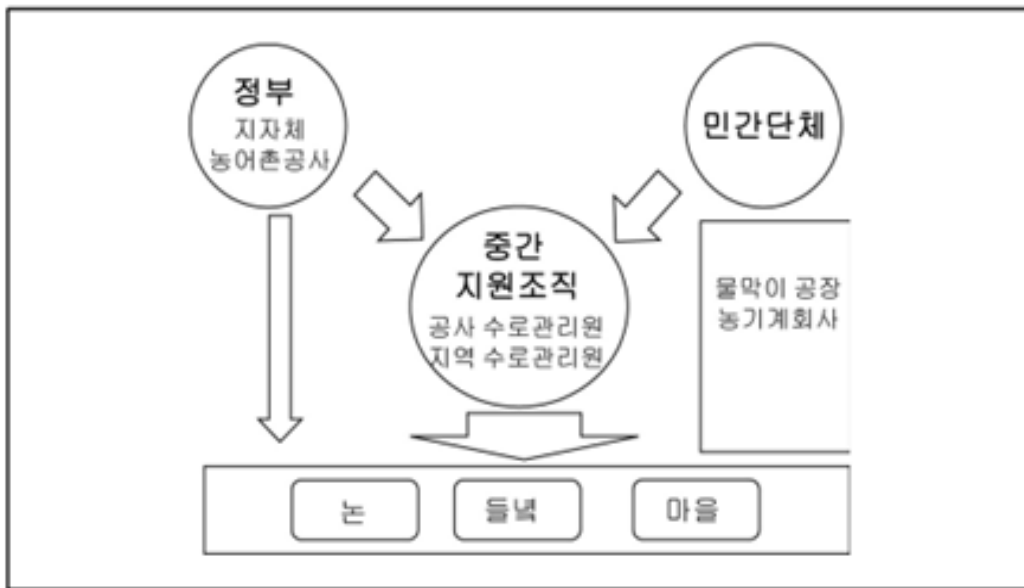 정부
지자체
농어촌공사
민간단체
중간
지원조직
공사 수로관리원
지역 수로관리원
물막이 공장
농기계회사
논
들녘
마을